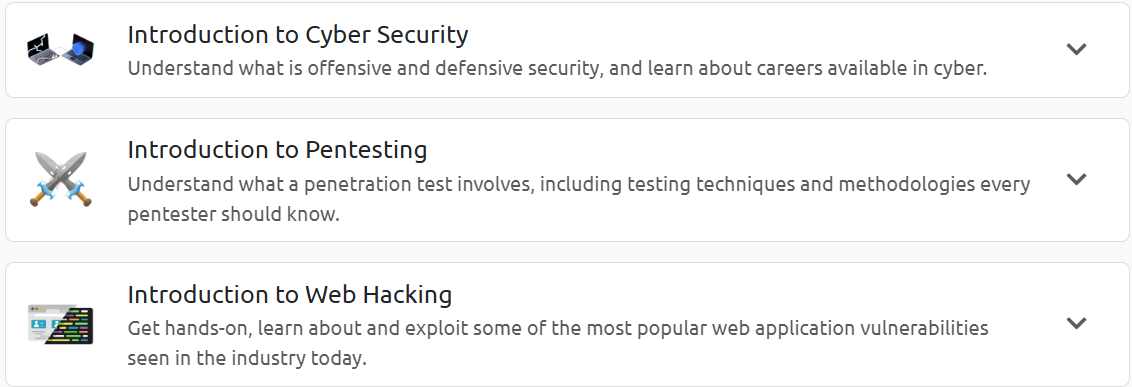 Introduction to Cyber Security
Understand what is offensive and defensive security, and learn about careers available in cyber.
Introduction to Pentesting
Understand what a penetration test involves, including testing techniques and methodologies every
pentester should know.
Introduction to Web Hacking
Get hands-on, learn about and exploit some of the most popular web application vulnerabilities
seen in the industry today.